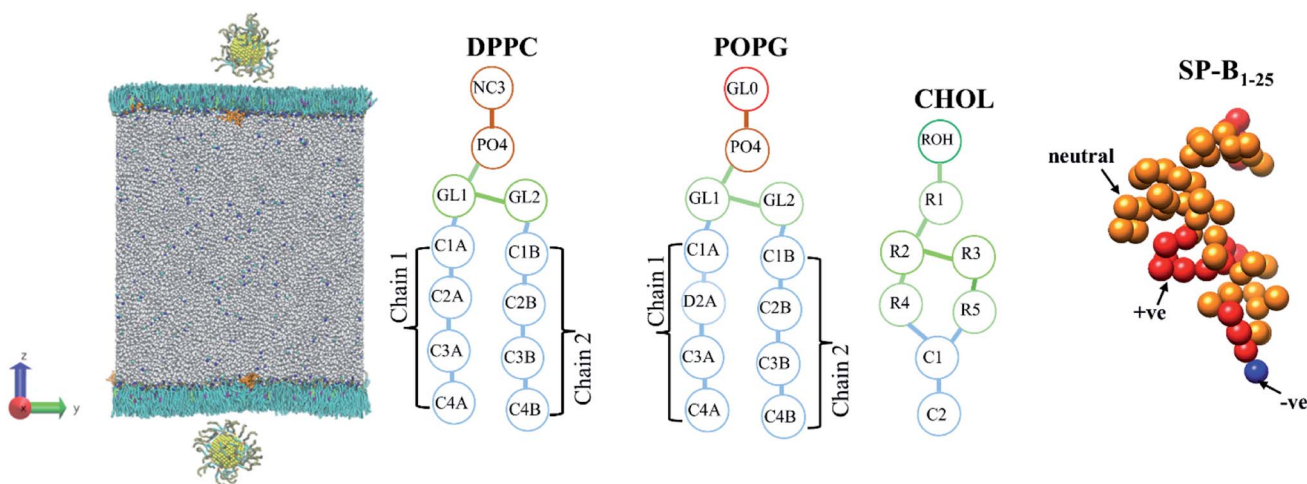 z
x
y
DPPC
NC3
PO4
GL1
GL2
C1A
C1B
C2A
C2B
C3A
C3B
C4A
C4B
Chain 1
Chain 2
POPG
GL0
PO4
GL1
GL2
C1A
C1B
D2A
C2B
C3A
C3B
C4A
C4B
Chain 1
Chain 2
CHOL
ROH
R1
R2
R3
R4
R5
C1
C2
SP-B1-25
neutral
+ve
-ve